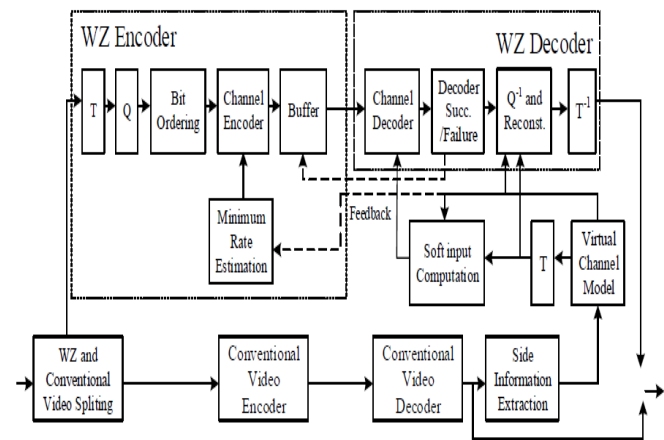 WZ Encoder
WZ Decoder
T
Q
Bit
Ordering
Channel
Encoder
Buffer
Channel
Decoder
Decoder
Succ.
/Failure
Q⁻¹ and
Reconst.
T⁻¹
Minimum
Rate
Estimation
Feedback
Soft input
Computation
T
Virtual
Channel
Model
WZ and
Conventional
Video Spliting
Conventional
Video
Encoder
Conventional
Video
Decoder
Side
Information
Extraction